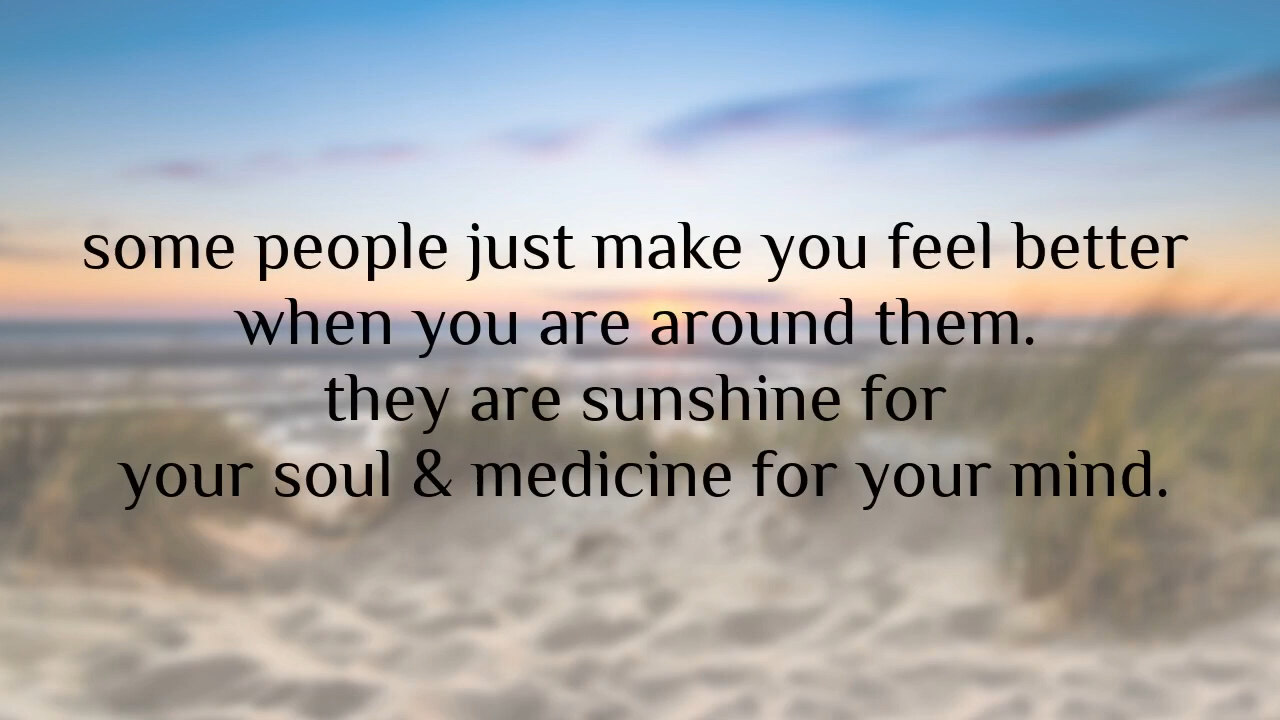 some people just make you feel better
when you are around them.
they are sunshine for
your soul & medicine for your mind.